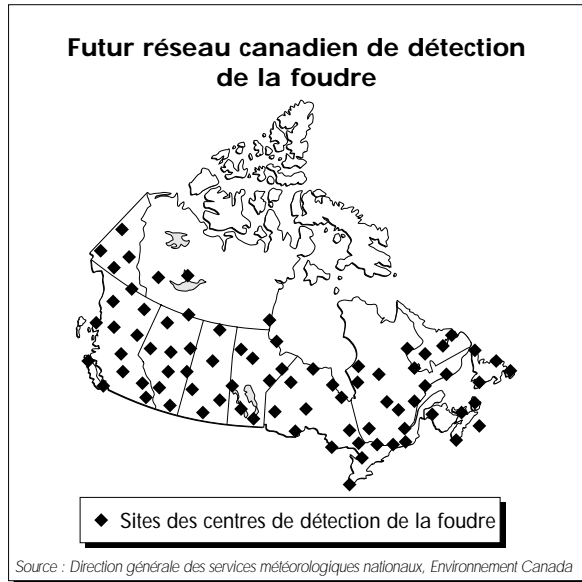 Futur réseau canadien de détection
de la foudre
Sites des centres de détection de la foudre
Source : Direction générale des services météorologiques nationaux, Environnement Canada